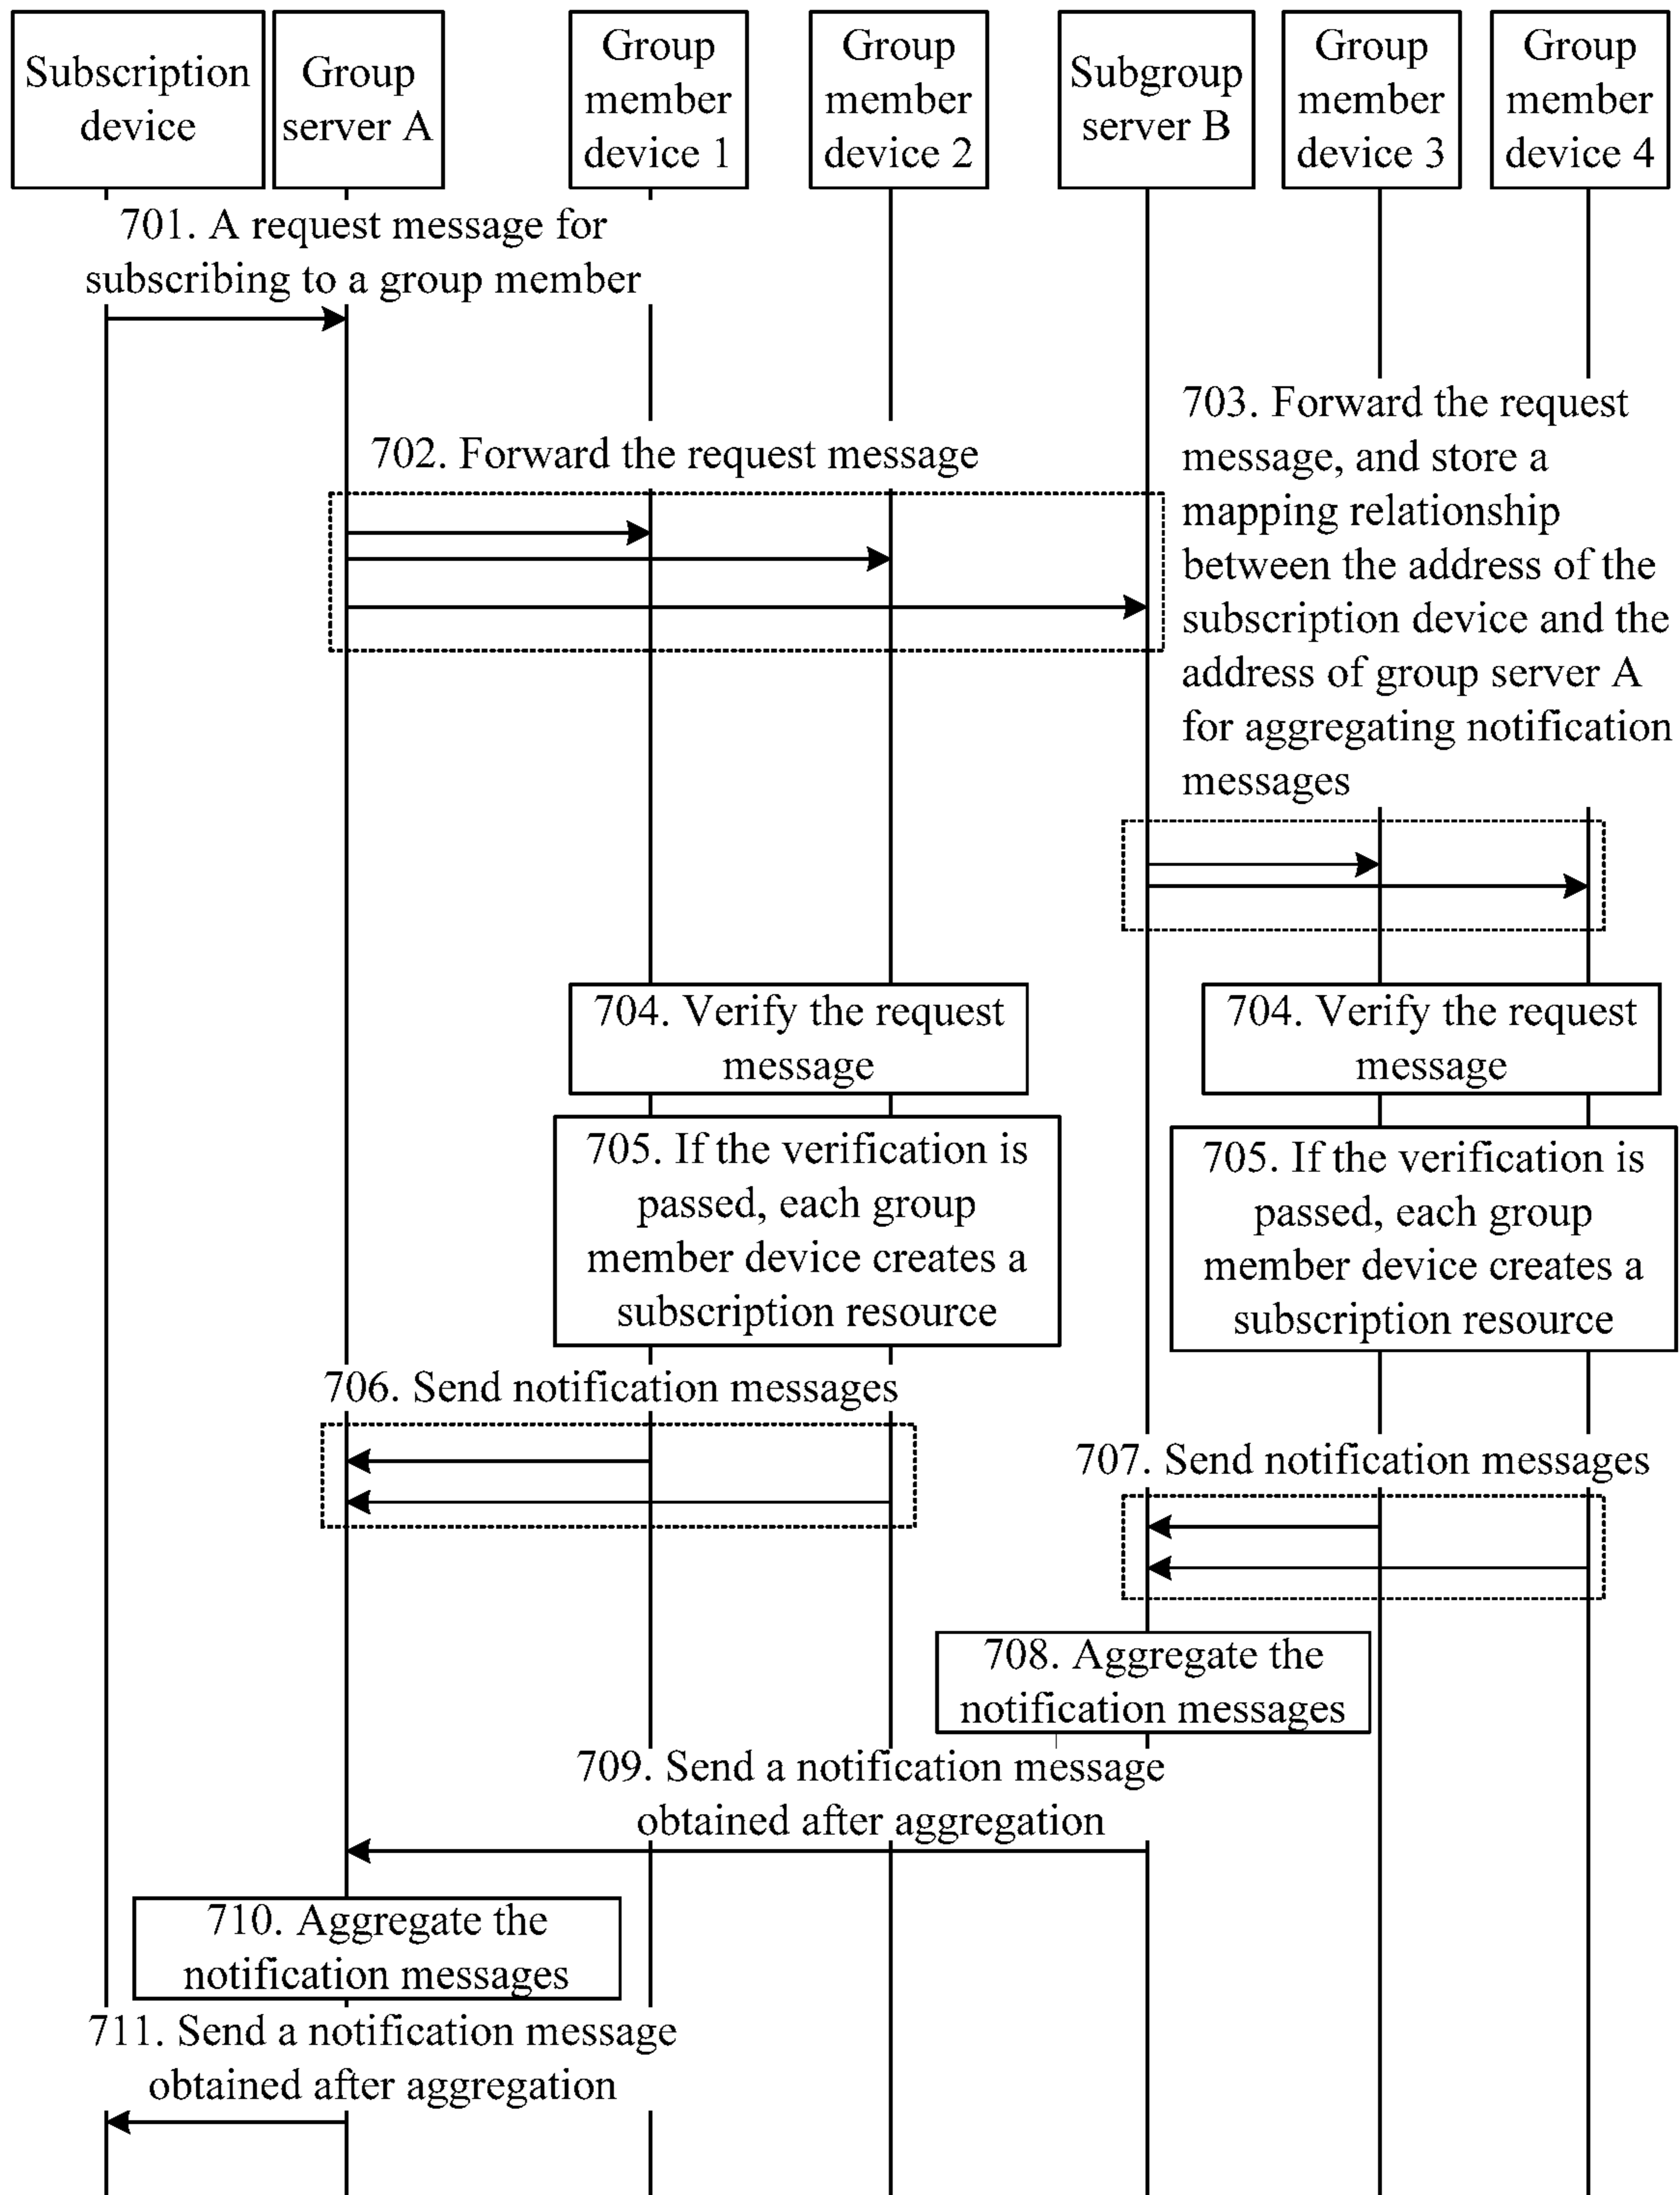 Subscription
device
Group
server A
Group
member
device 1
Group
member
device 2
Subgroup
server B
Group
member
device 3
Group
member
device 4
701. A request message for
subscribing to a group member
702. Forward the request message
703. Forward the request
message, and store a
mapping relationship
between the address of the
subscription device and the
address of group server A
for aggregating notification
messages
704. Verify the request
message
704. Verify the request
message
705. If the verification is
passed, each group
member device creates a
subscription resource
705. If the verification is
passed, each group
member device creates a
subscription resource
706. Send notification messages
707. Send notification messages
708. Aggregate the
notification messages
709. Send a notification message
obtained after aggregation
710. Aggregate the
notification messages
711. Send a notification message
obtained after aggregation